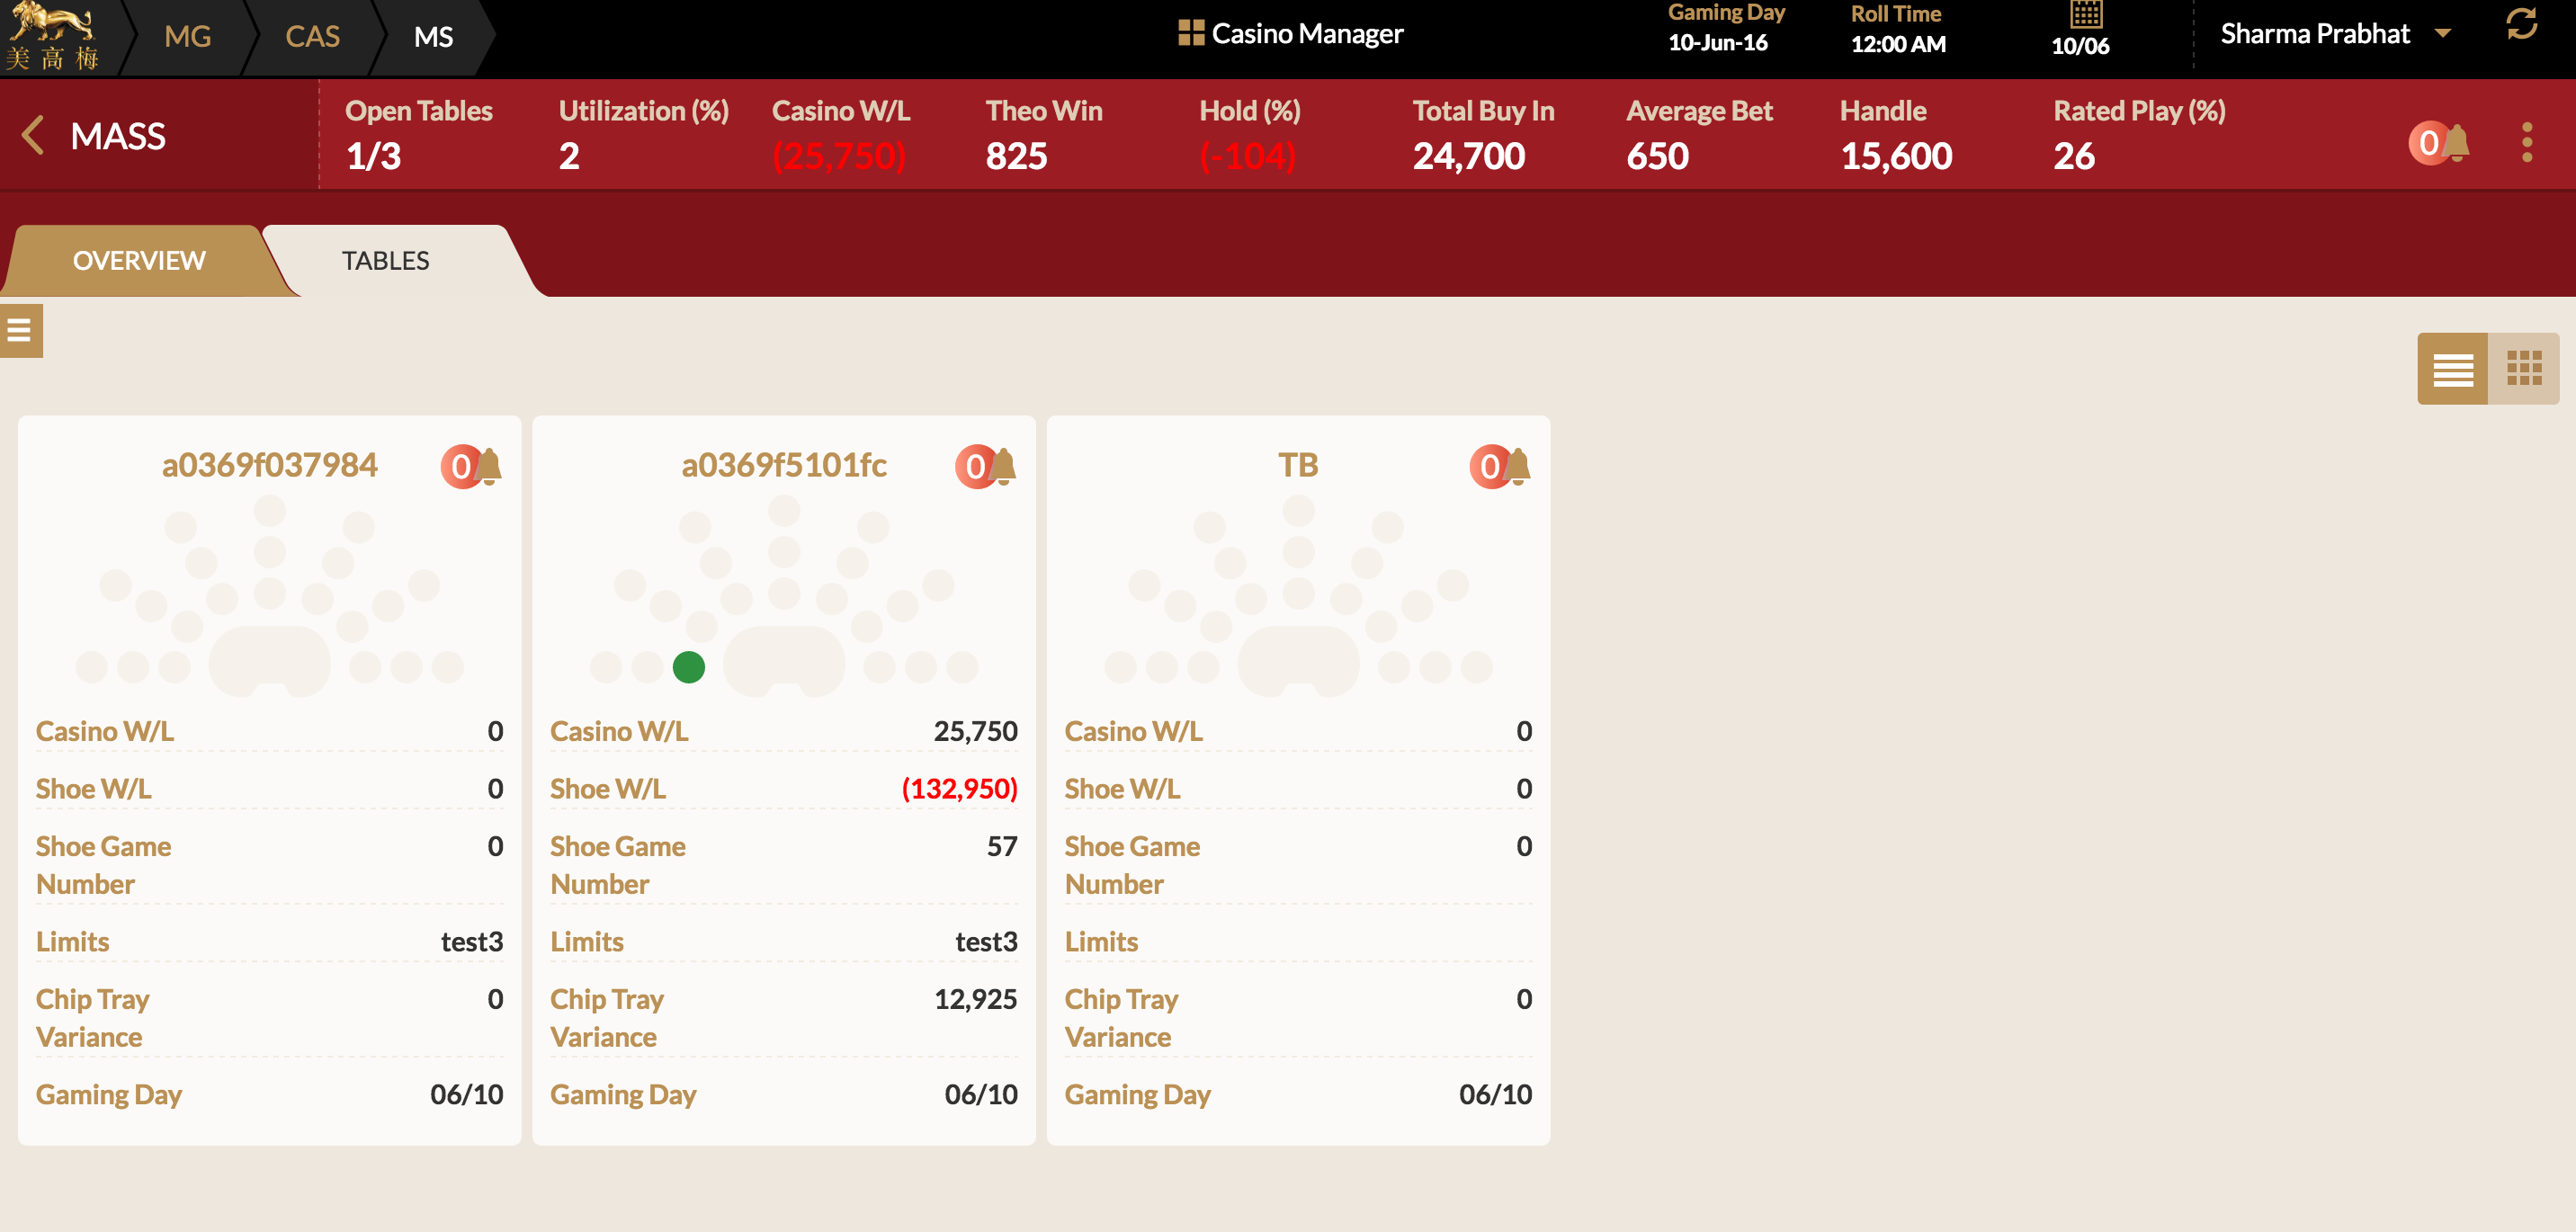 美高梅
MG
CAS
MS
Casino Manager
Gaming Day
10-Jun-16
Roll Time
12:00 AM
10/06
Sharma Prabhat
MASS
Open Tables
1/3
Utilization (%)
2
Casino W/L
(25,750)
Theo Win
825
Hold (%)
(-104)
Total Buy In
24,700
Average Bet
650
Handle
15,600
Rated Play (%)
26
0
OVERVIEW
TABLES
a0369f037984
0
Casino W/L 0
Shoe W/L 0
Shoe Game 0
Number
Limits test3
Chip Tray 0
Variance
Gaming Day 06/10
a0369f5101fc
0
Casino W/L 25,750
Shoe W/L (132,950)
Shoe Game 57
Number
Limits test3
Chip Tray 12,925
Variance
Gaming Day 06/10
TB
0
Casino W/L 0
Shoe W/L 0
Shoe Game 0
Number
Limits
Chip Tray 0
Variance
Gaming Day 06/10